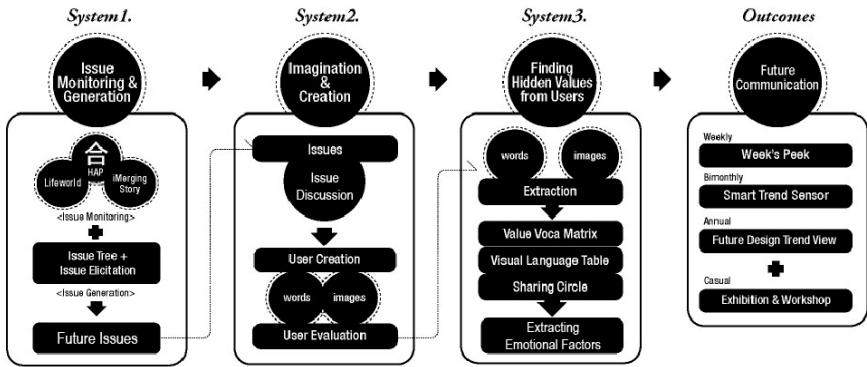 System1.
Issue
Monitoring &
Generation
合
HAP
Lifeworld
iMerging
Story
<Issue Monitoring>
Issue Tree +
Issue Elicitation
<Issue Generation>
Future Issues
System2.
Imagination
&
Creation
Issues
Issue
Discussion
User Creation
words
images
User Evaluation
System3.
Finding
Hidden Values
from Users
words
images
Extraction
Value Voca Matrix
Visual Language Table
Sharing Circle
Extracting
Emotional Factors
Outcomes
Future
Communication
Weekly
Week's Peek
Bimonthly
Smart Trend Sensor
Annual
Future Design Trend View
Casual
Exhibition & Workshop